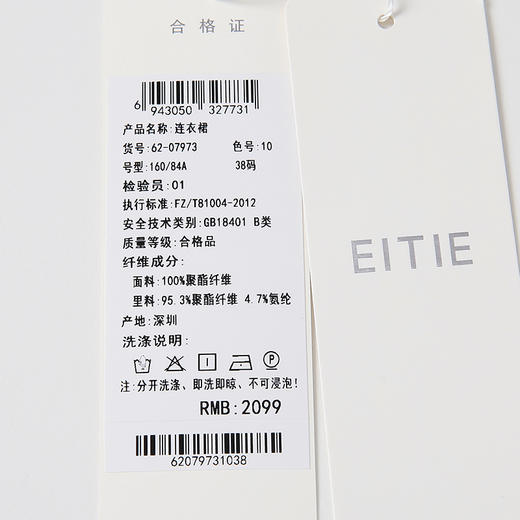 合格证
6 943050 327731
产品名称:连衣裙
货号:62-07973 色号:10
号型:160/84A 38码
检验员:01
执行标准:FZ/T81004-2012
安全技术类别:GB18401 B类
质量等级:合格品
纤维成分:
面料:100%聚酯纤维
里料:95.3%聚酯纤维 4.7%氨纶
产地:深圳
洗涤说明:
注:分开洗涤、即洗即晾、不可浸泡!
RMB:2099
62079731038
EITIE